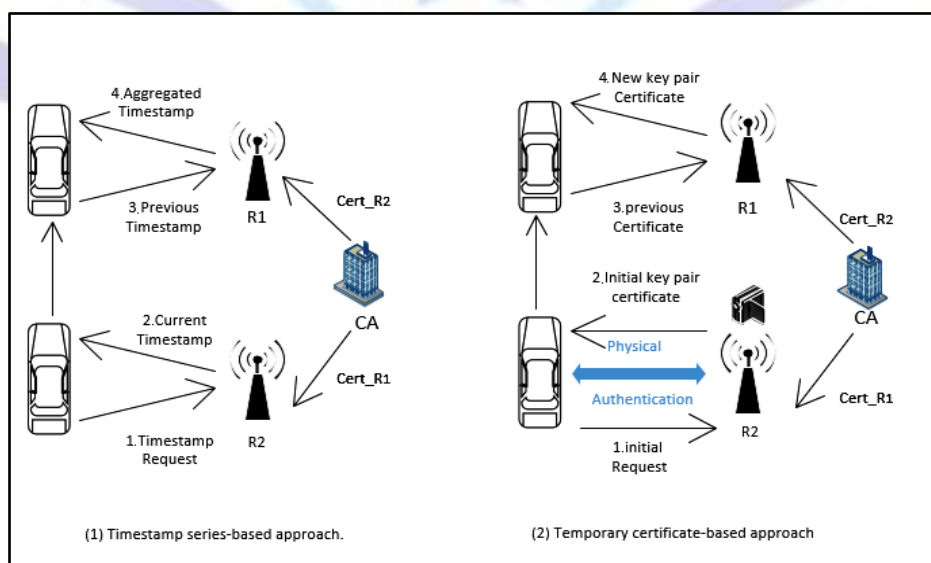 4.Aggregated
Timestamp
R1
3.Previous
Timestamp
Cert_R2
CA
2.Current
Timestamp
Cert_R1
R2
1.Timestamp
Request
(1) Timestamp series-based approach.
4.New key pair
Certificate
R1
3.previous
Certificate
Cert_R2
2.Initial key pair
certificate
CA
Physical
Authentication
Cert_R1
R2
1.initial
Request
(2) Temporary certificate-based approach